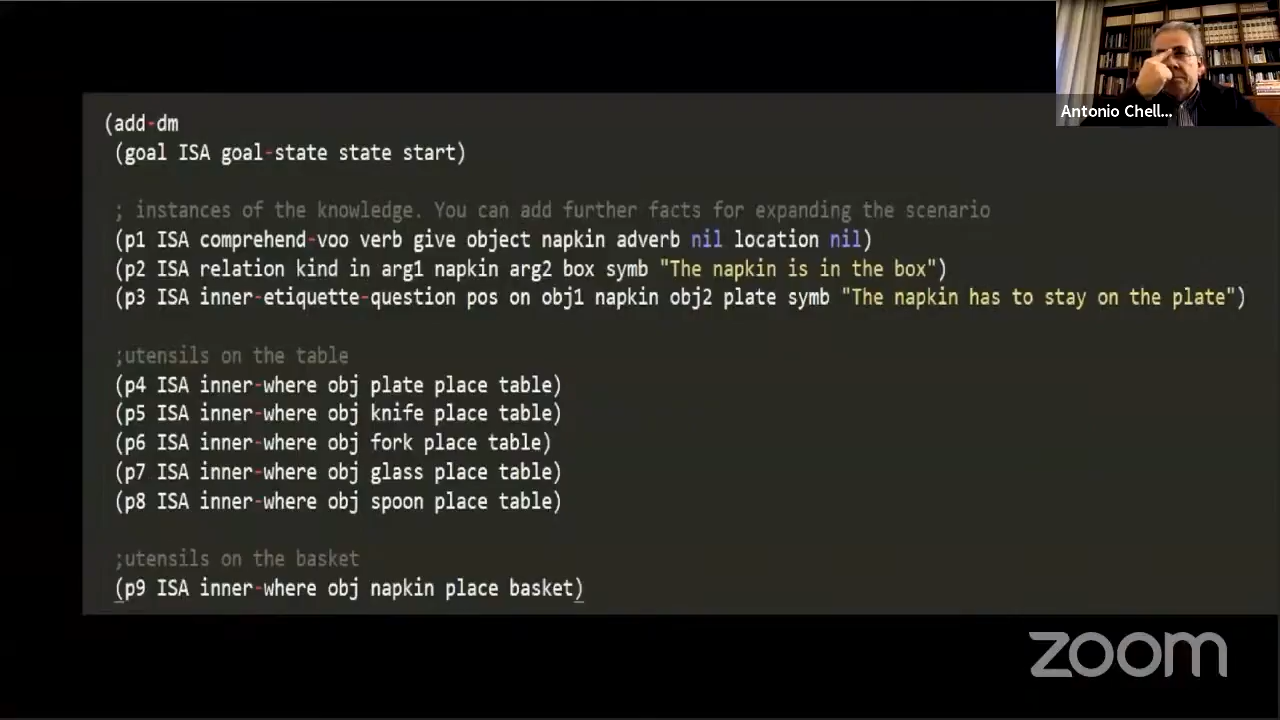 (add-dm
(goal ISA goal-state state start)
; instances of the knowledge. You can add further facts for expanding the scenario
(p1 ISA comprehend-voo verb give object napkin adverb nil location nil)
(p2 ISA relation kind in arg1 napkin arg2 box symb "The napkin is in the box")
(p3 ISA inner-etiquette-question pos on obj1 napkin obj2 plate symb "The napkin has to stay on the plate")
;utensils on the table
(p4 ISA inner-where obj plate place table)
(p5 ISA inner-where obj knife place table)
(p6 ISA inner-where obj fork place table)
(p7 ISA inner-where obj glass place table)
(p8 ISA inner-where obj spoon place table)
;utensils on the basket
(p9 ISA inner-where obj napkin place basket)
Antonio Chell...
zoom